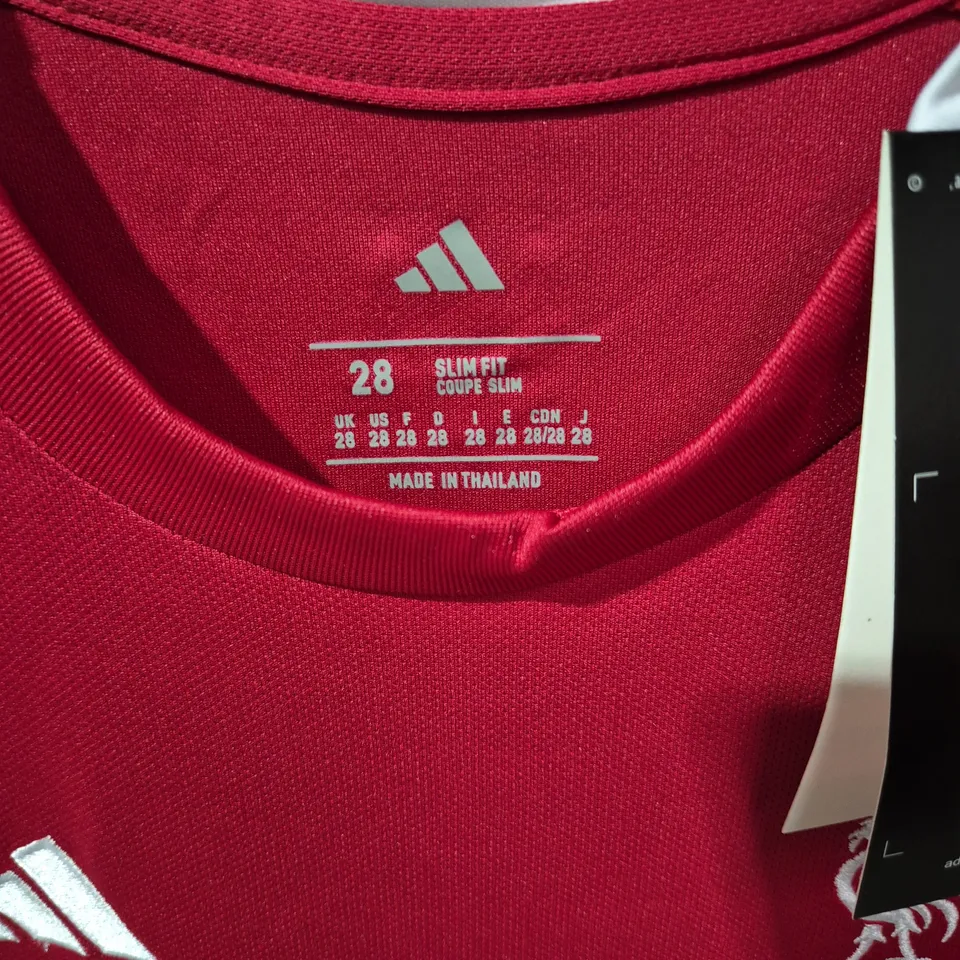 28 SLIM FIT
COUPE SLIM
UK US F D I E CDN J
28 28 28 28 28 28 28/28 28
MADE IN THAILAND
ad